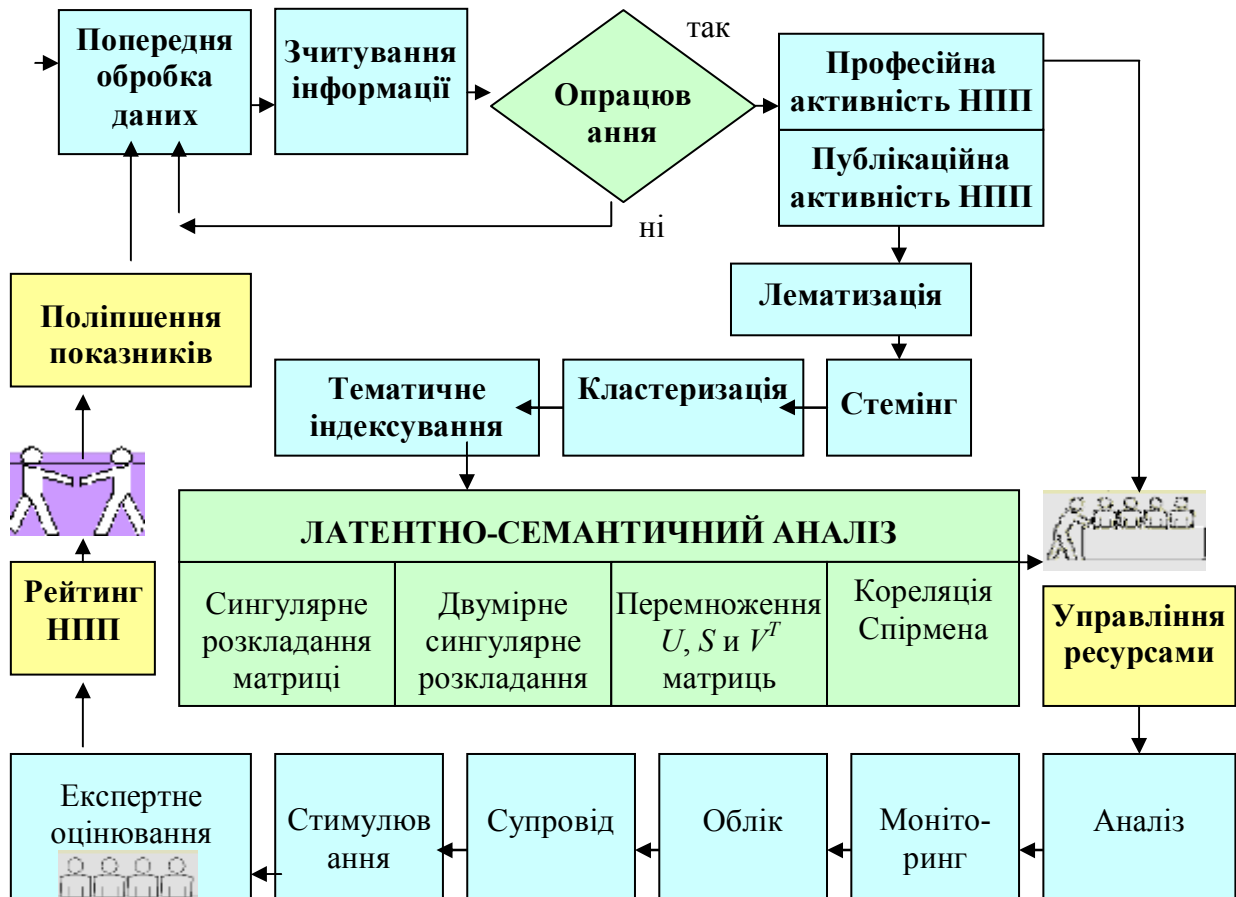 Попередня
обробка
даних
Зчитування
інформації
так
Опрацюв
ання
ні
Професійна
активність НПП
Публікаційна
активність НПП
Лематизація
Стемінг
Кластеризація
Тематичне
індексування
Поліпшення
показників
Рейтинг
НПП
ЛАТЕНТНО-СЕМАНТИЧНИЙ АНАЛІЗ
Сингулярне
розкладання
матриці
Двумірне
сингулярне
розкладання
Перемноження
U, S и V^T
матриць
Кореляція
Спірмена
Управління
ресурсами
Експертне
оцінювання
Стимулюв
ання
Супровід
Облік
Моніто-
ринг
Аналіз